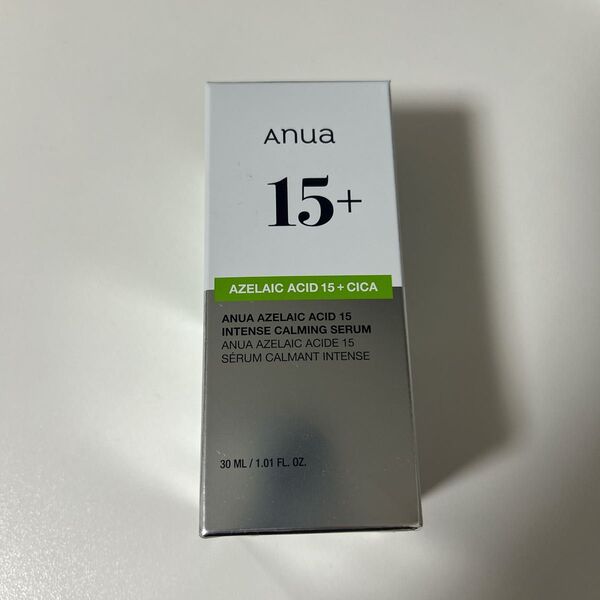 Anua
15+
AZELAIC ACID 15 + CICA
ANUA AZELAIC ACID 15
INTENSE CALMING SERUM
ANUA AZELAIC ACIDE 15
SÉRUM CALMANT INTENSE
30 ML / 1.01 FL. OZ.